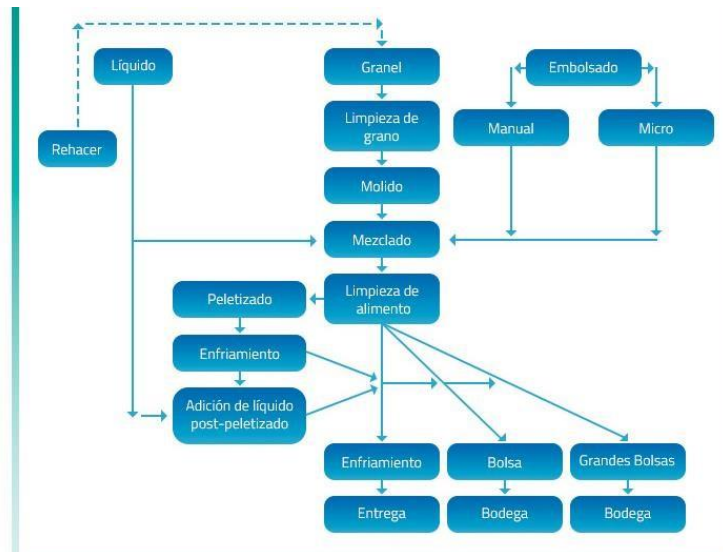 Líquido
Granel
Embolsado
Limpieza de
grano
Manual
Micro
Rehacer
Molido
Mezclado
Peletizado
Limpieza de
alimento
Enfriamiento
Adición de líquido
post-peletizado
Enfriamiento
Bolsa
Grandes Bolsas
Entrega
Bodega
Bodega